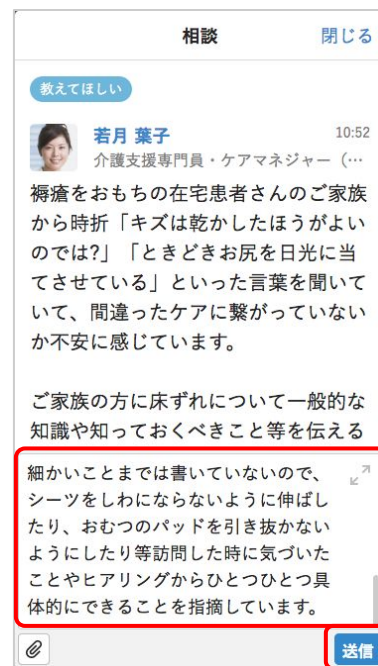 相談
閉じる
教えてほしい
若月 葉子
10:52
介護支援専門員・ケアマネジャー（…
褥瘡をおもちの在宅患者さんのご家族
から時折「キズは乾かしたほうがよい
のでは?」「ときどきお尻を日光に当
てさせている」といった言葉を聞いて
いて、間違ったケアに繋がっていない
か不安に感じています。
ご家族の方に床ずれについて一般的な
知識や知っておくべきこと等を伝える
細かいことまでは書いていないので、
シーツをしわにならないように伸ばし
たり、おむつのパッドを引き抜かない
ようにしたり等訪問した時に気づいた
ことやヒアリングからひとつひとつ具
体的にできることを指摘しています。
送信